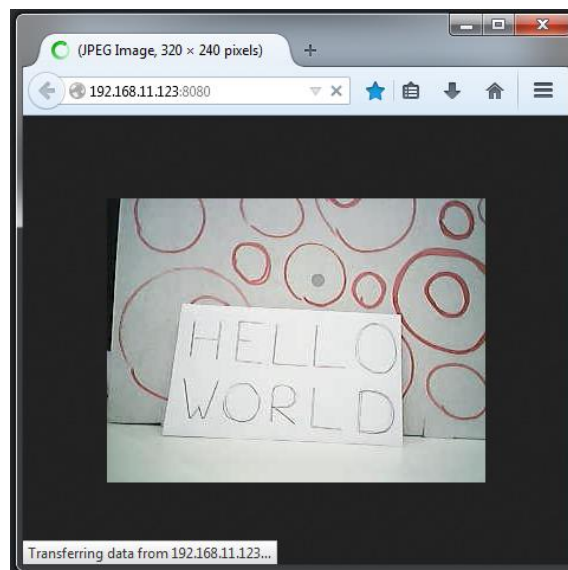 (JPEG Image, 320 × 240 pixels)
192.168.11.123:8080
HELLO
WORLD
Transferring data from 192.168.11.123...